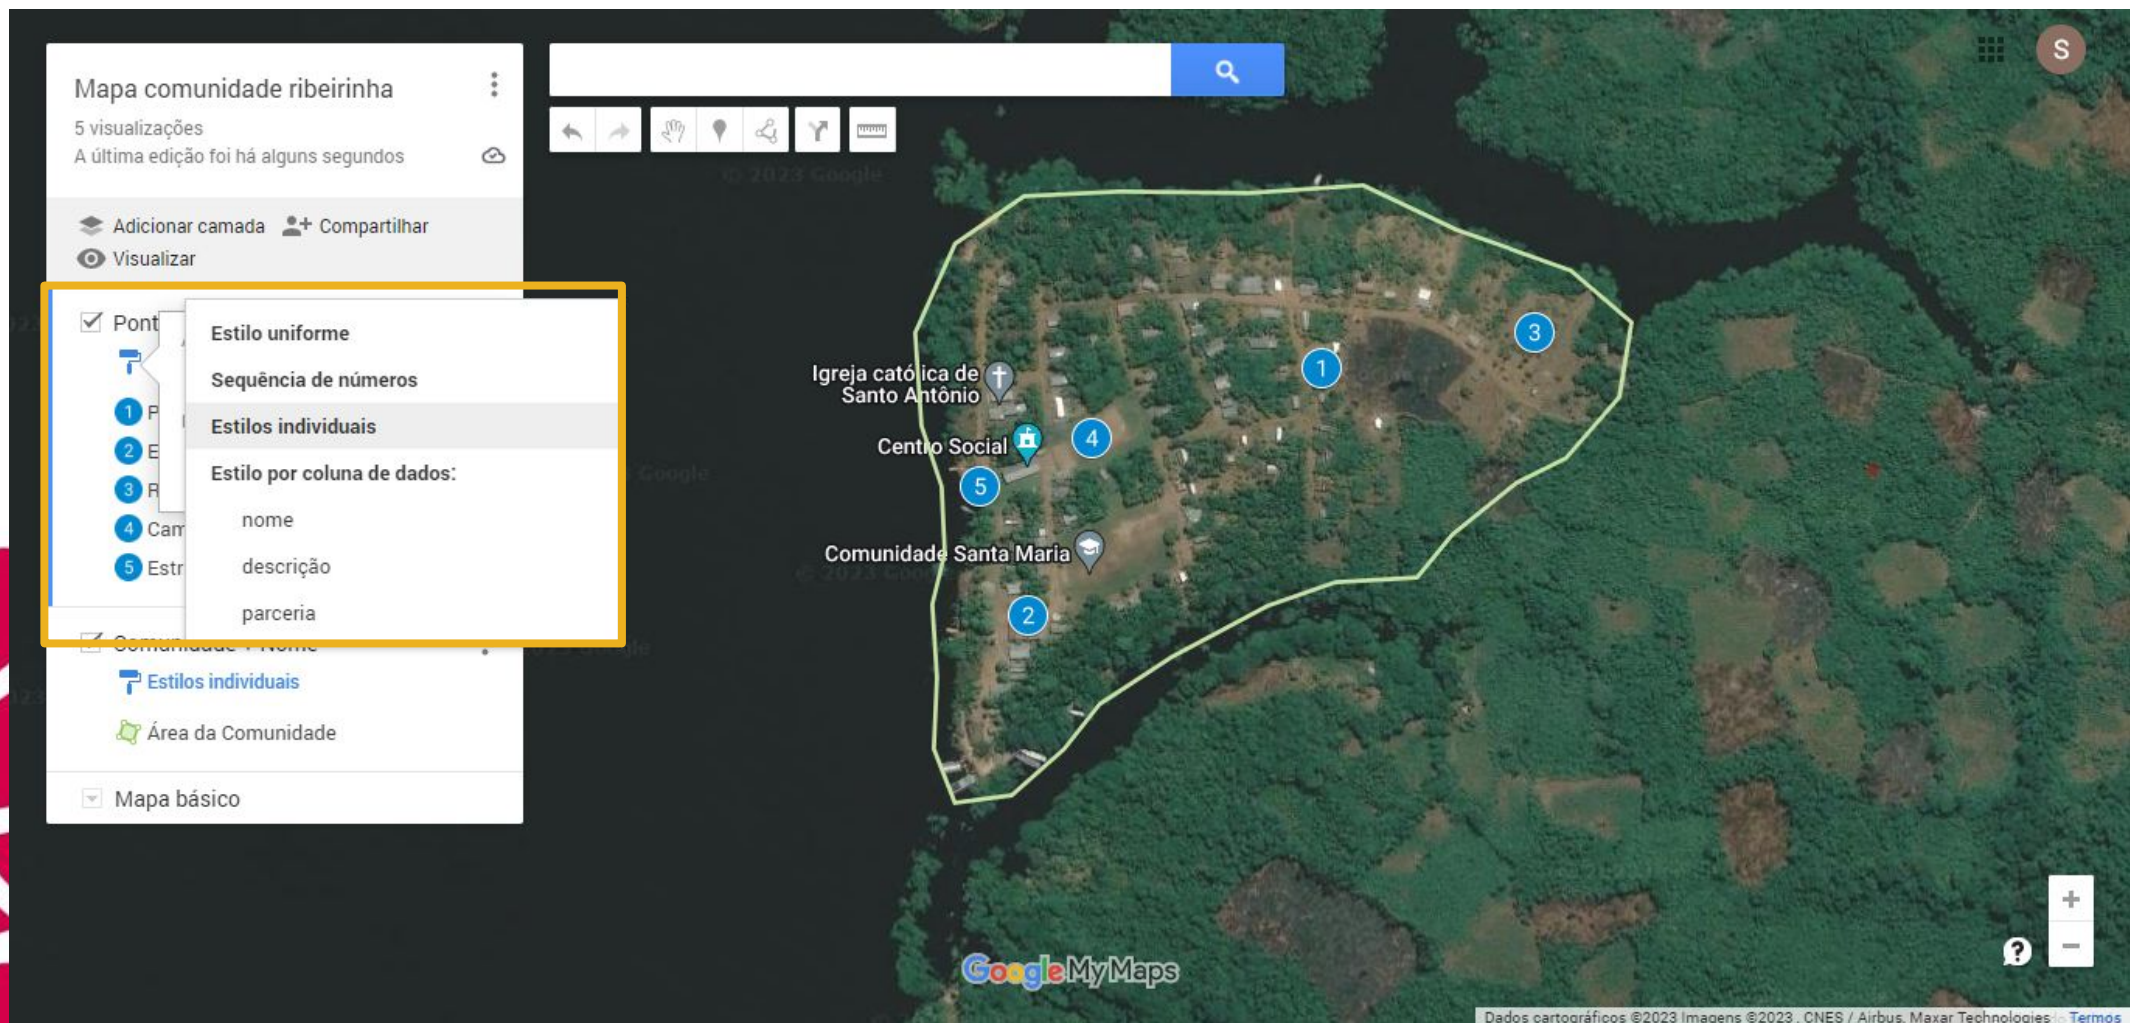 Mapa comunidade ribeirinha
5 visualizações
A última edição foi há alguns segundos
Adicionar camada
Compartilhar
Visualizar
Pont
Estilo uniforme
Sequência de números
Estilos individuais
Estilo por coluna de dados:
nome
descrição
parceria
1 P
2 E
3
4 Cam
5 Estr
Estilos individuais
Área da Comunidade
Mapa básico
S
© 2023 Google
3
1
Igreja católica de
Santo Antônio
4
Centro Social
5
Google
Comunidade Santa Maria
2
Google My Maps
+
?
−
Dados cartográficos ©2023 Imagens ©2023 , CNES / Airbus, Maxar Technologies
Termos